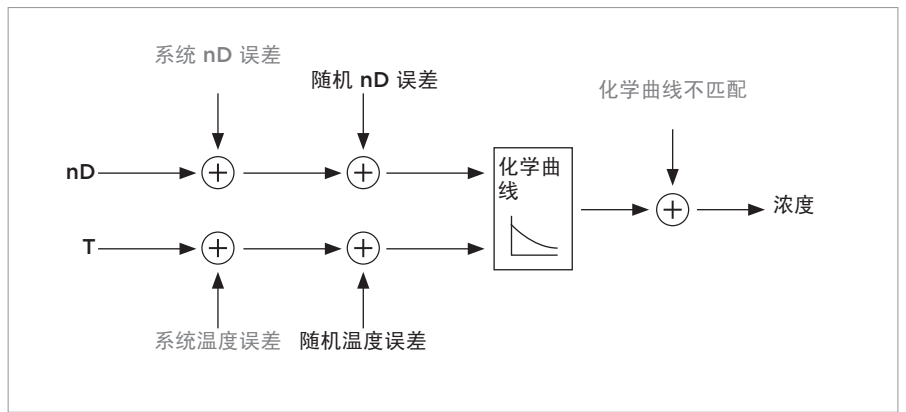 系统 nD 误差
随机 nD 误差
化学曲线不匹配
nD
化学曲
线
浓度
T
系统温度误差
随机温度误差